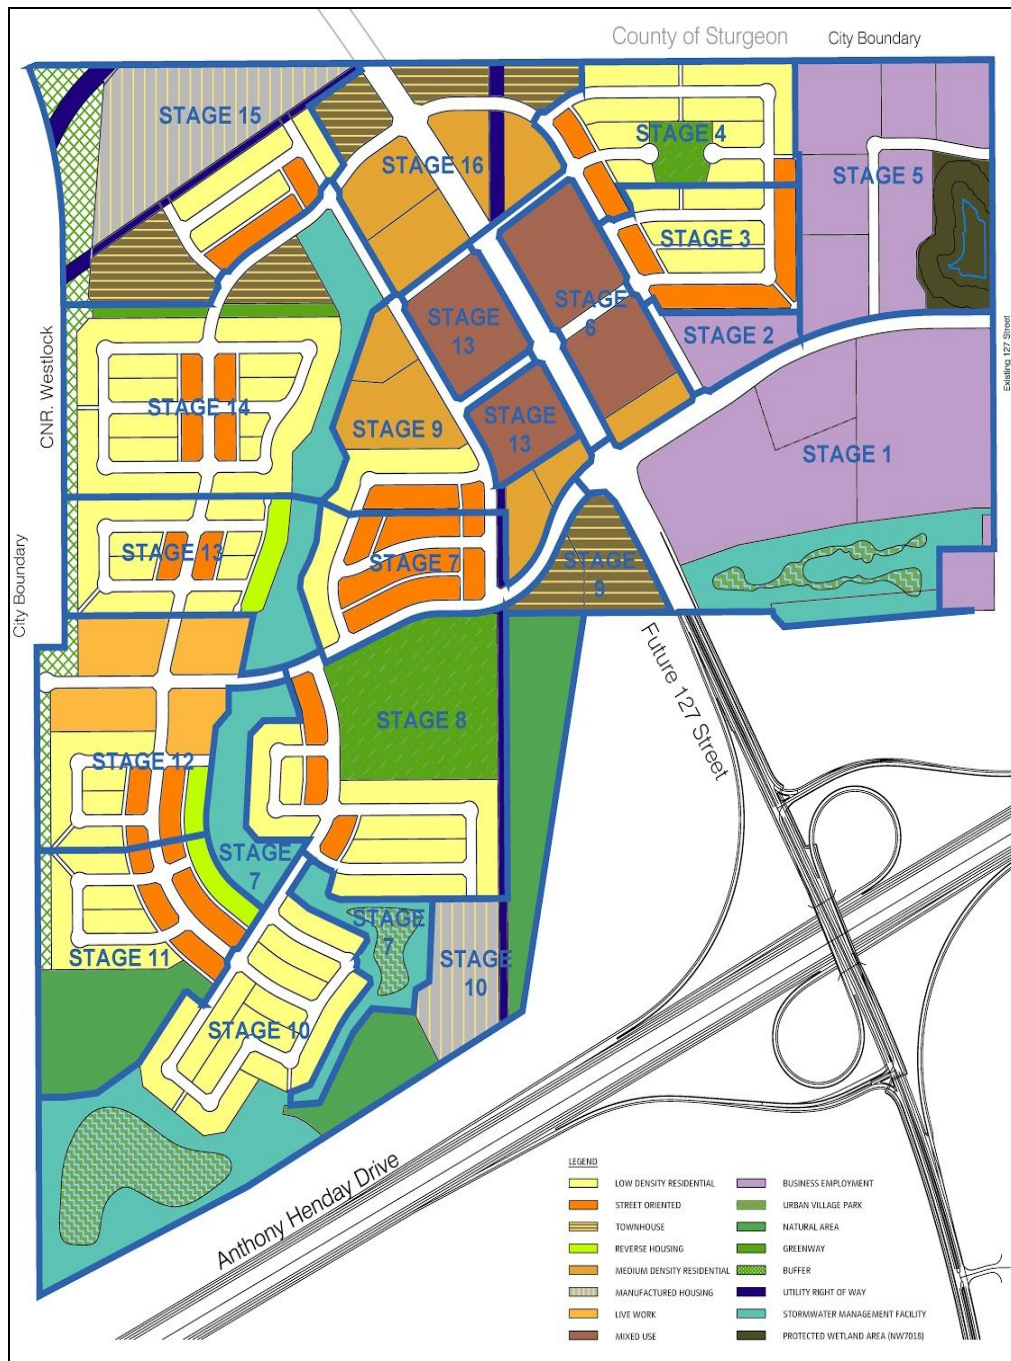 County of Sturgeon
City Boundary
STAGE 15
STAGE 4
STAGE 16
STAGE 5
STAGE 3
STAGE
6
STAGE
13
STAGE 2
CNR. Westlock
Existing 127 Street
STAGE 14
STAGE 9
STAGE
13
STAGE 1
STAGE 13
STAGE 7
STAGE
9
City Boundary
Future 127 Street
STAGE 8
STAGE 12
STAGE
7
STAGE
7
STAGE 11
STAGE
10
STAGE 10
Anthony Henday Drive
LEGEND
LOW DENSITY RESIDENTIAL
STREET ORIENTED
TOWNHOUSE
REVERSE HOUSING
MEDIUM DENSITY RESIDENTIAL
MANUFACTURED HOUSING
LIVE WORK
MIXED USE
BUSINESS EMPLOYMENT
URBAN VILLAGE PARK
NATURAL AREA
GREENWAY
BUFFER
UTILITY RIGHT OF WAY
STORMWATER MANAGEMENT FACILITY
PROTECTED WETLAND AREA (NW7018)